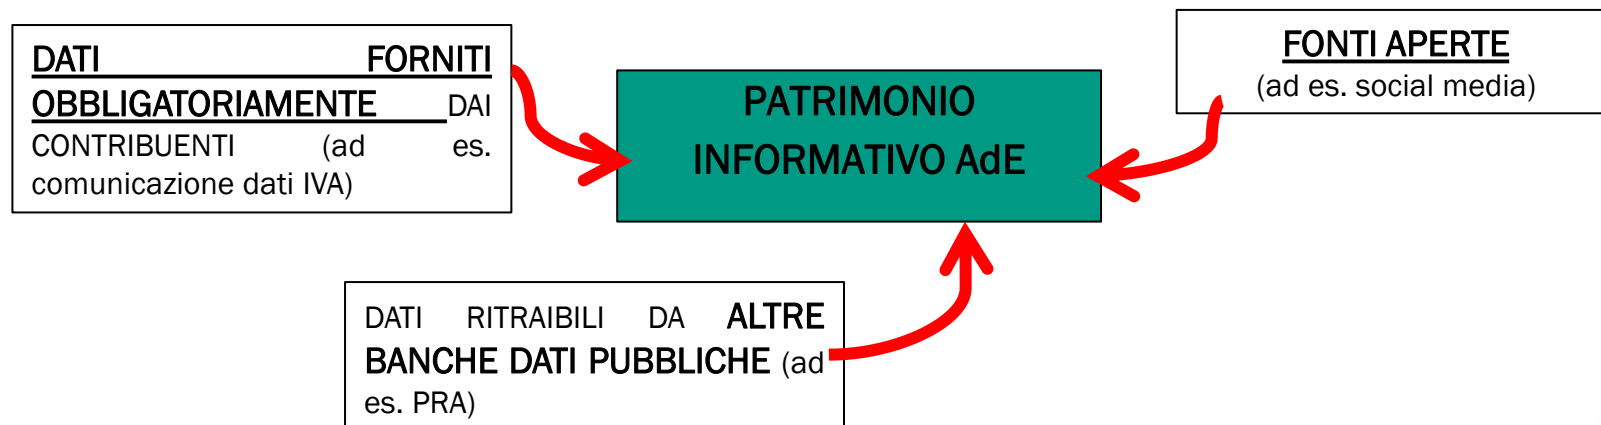 DATI FORNITI
OBBLIGATORIAMENTE DAI
CONTRIBUENTI (ad es.
comunicazione dati IVA)
PATRIMONIO
INFORMATIVO AdE
FONTI APERTE
(ad es. social media)
DATI RITRAIBILI DA ALTRE
BANCHE DATI PUBBLICHE (ad
es. PRA)